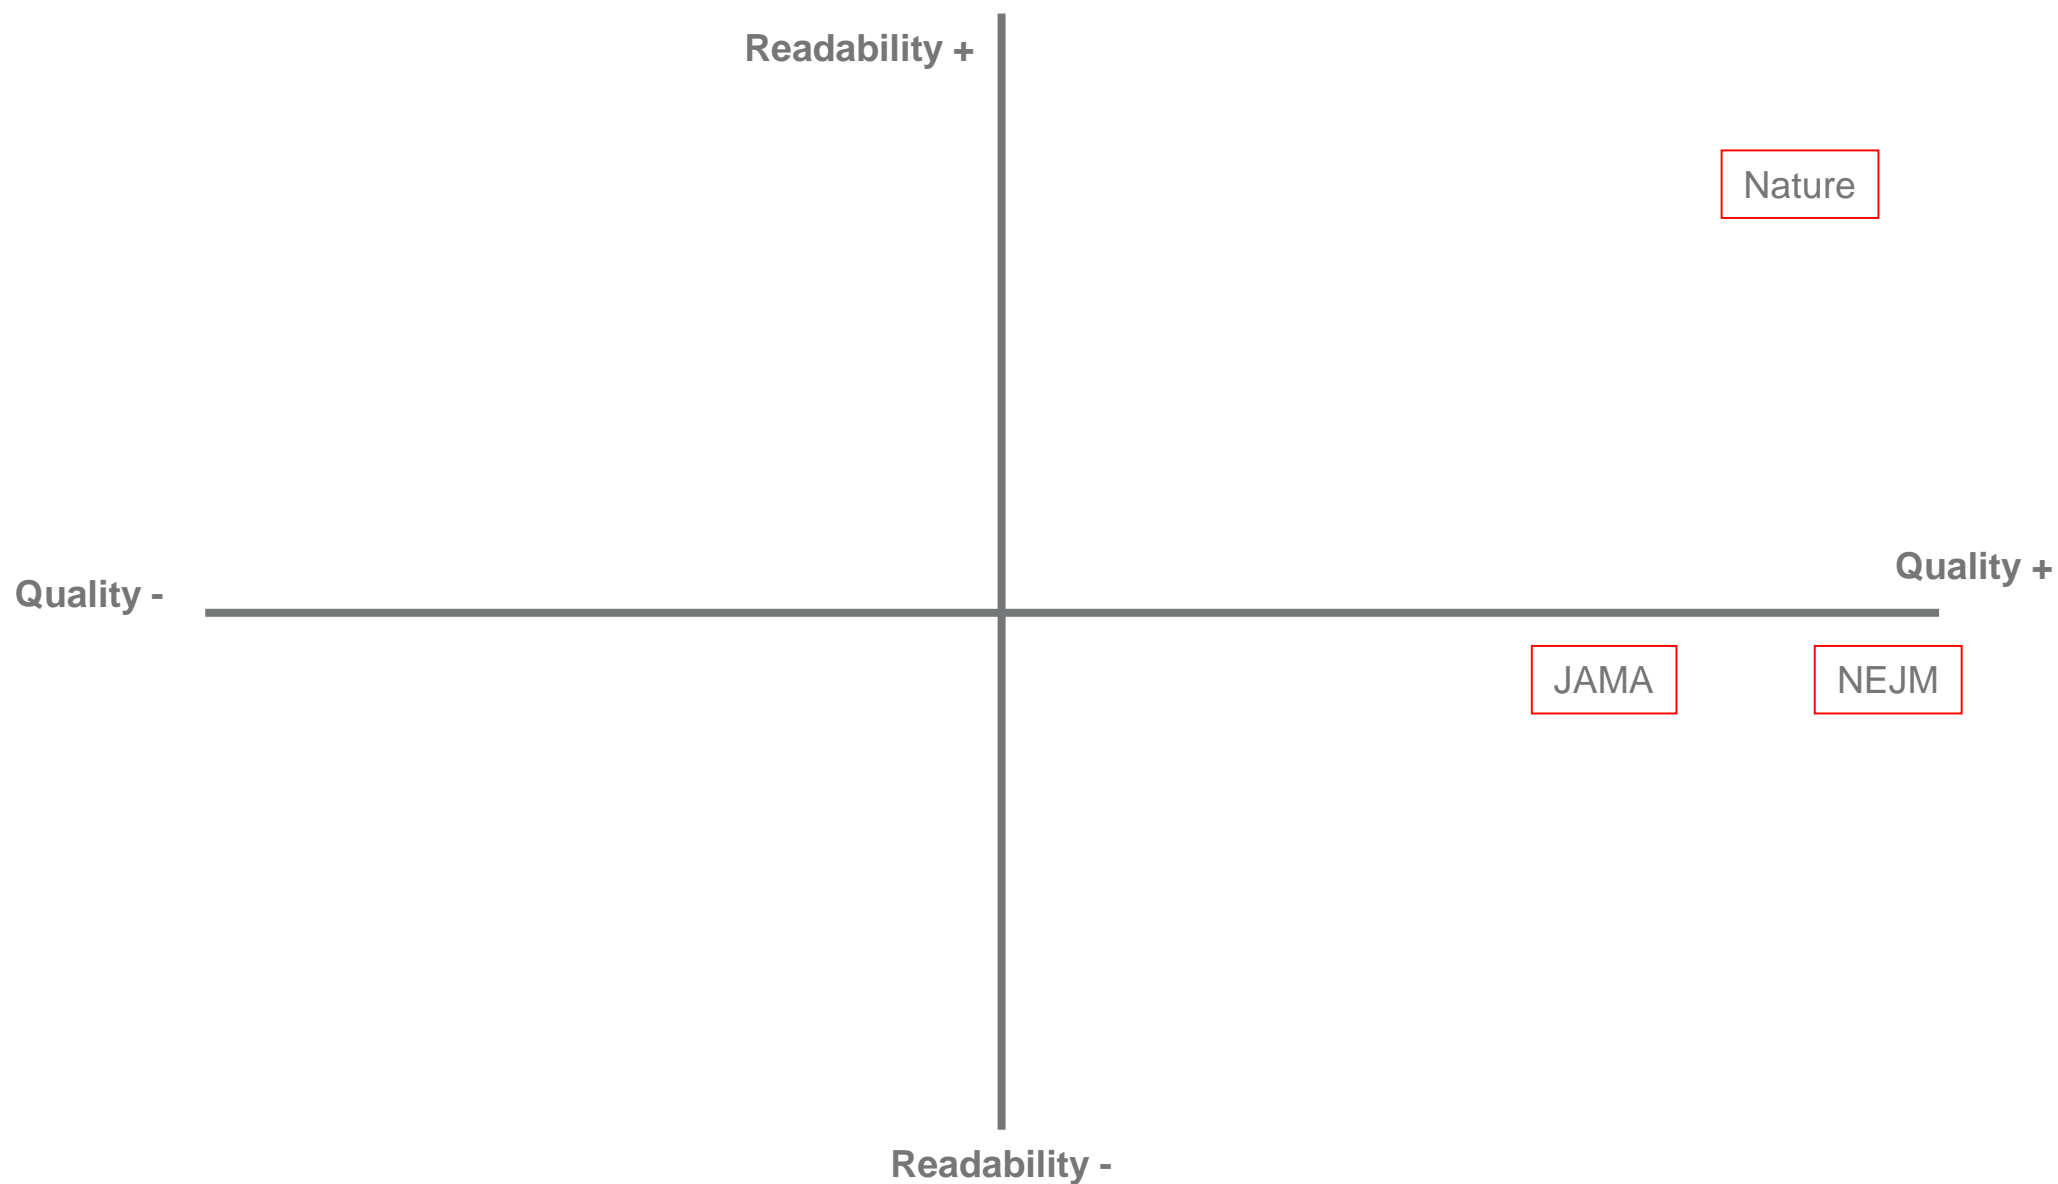 Readability +
Nature
Quality +
Quality -
JAMA
NEJM
Readability -